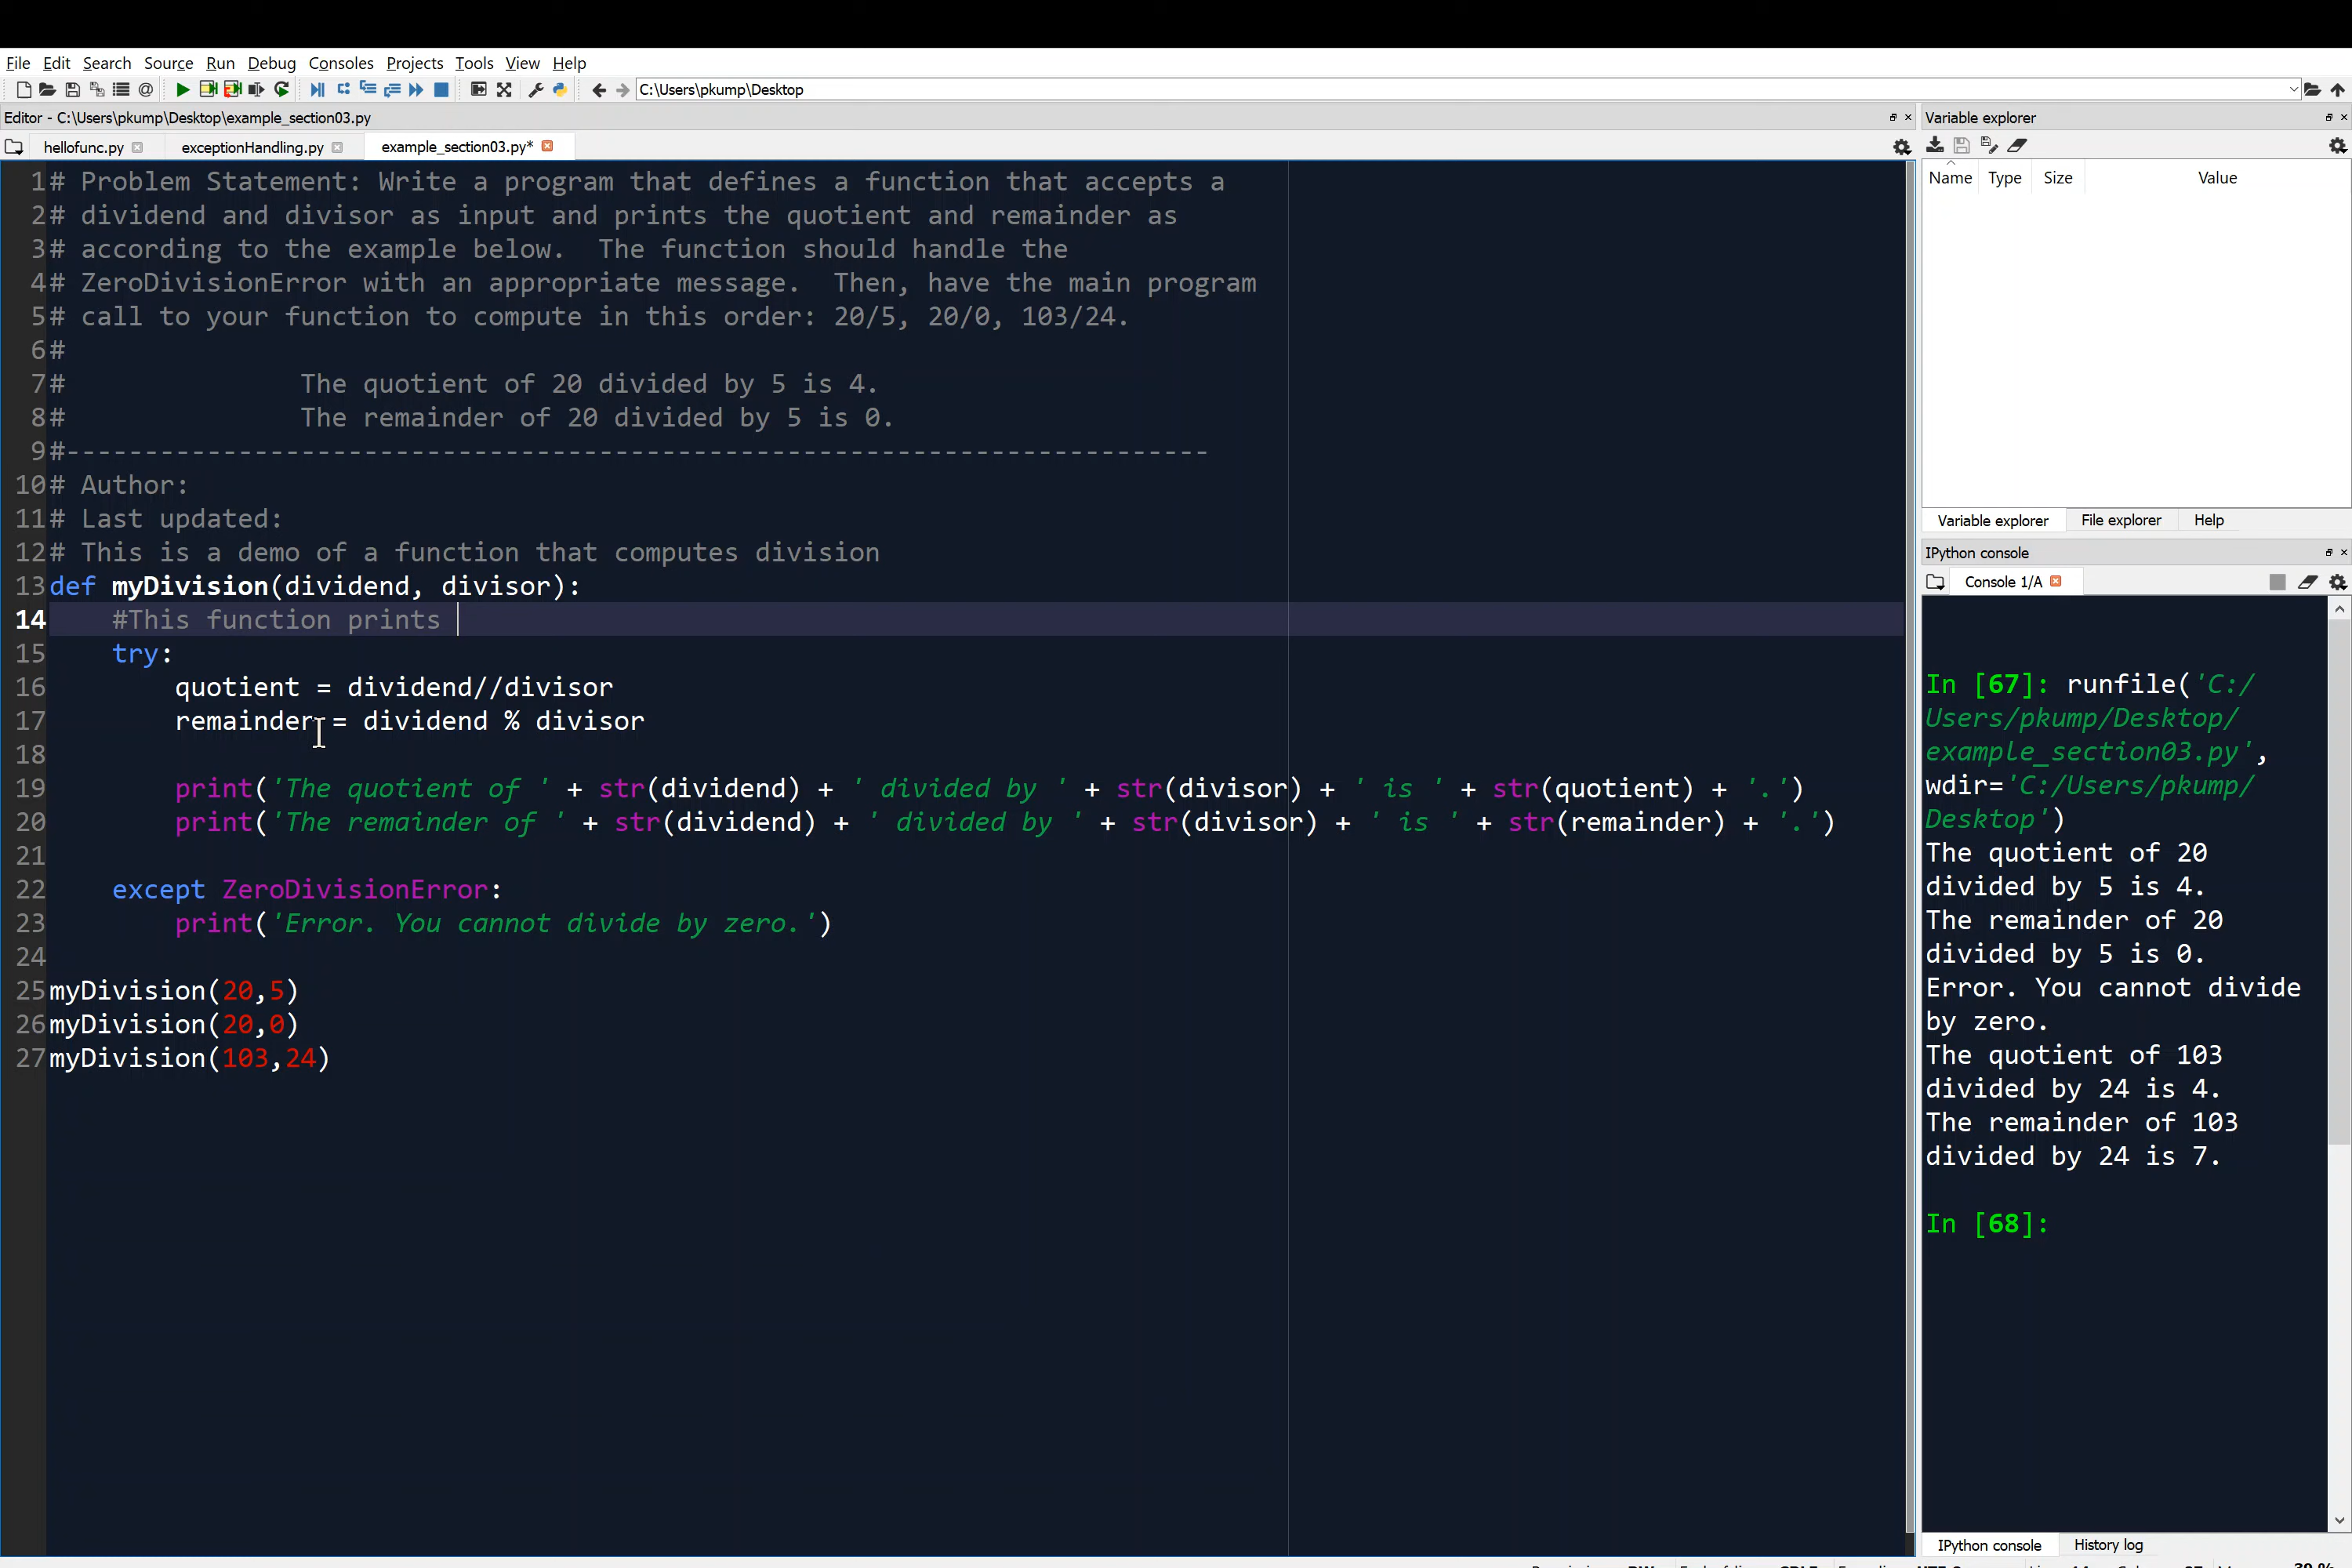 File Edit Search Source Run Debug Consoles Projects Tools View Help
C:\Users\pkump\Desktop
Editor - C:\Users\pkump\Desktop\example_section03.py
hellofunc.py exceptionHandling.py example_section03.py*
1# Problem Statement: Write a program that defines a function that accepts a
2# dividend and divisor as input and prints the quotient and remainder as
3# according to the example below.  The function should handle the
4# ZeroDivisionError with an appropriate message.  Then, have the main program
5# call to your function to compute in this order: 20/5, 20/0, 103/24.
6#
7#               The quotient of 20 divided by 5 is 4.
8#               The remainder of 20 divided by 5 is 0.
9#-------------------------------------------------------------------------
10# Author:
11# Last updated:
12# This is a demo of a function that computes division
13def myDivision(dividend, divisor):
14    #This function prints
15    try:
16        quotient = dividend//divisor
17        remainder = dividend % divisor
18
19        print('The quotient of ' + str(dividend) + ' divided by ' + str(divisor) + ' is ' + str(quotient) + '.')
20        print('The remainder of ' + str(dividend) + ' divided by ' + str(divisor) + ' is ' + str(remainder) + '.')
21
22    except ZeroDivisionError:
23        print('Error. You cannot divide by zero.')
24
25myDivision(20,5)
26myDivision(20,0)
27myDivision(103,24)
Variable explorer
Name Type Size Value
Variable explorer File explorer Help
IPython console
Console 1/A
In [67]: runfile('C:/
Users/pkump/Desktop/
example_section03.py',
wdir='C:/Users/pkump/
Desktop')
The quotient of 20
divided by 5 is 4.
The remainder of 20
divided by 5 is 0.
Error. You cannot divide
by zero.
The quotient of 103
divided by 24 is 4.
The remainder of 103
divided by 24 is 7.
In [68]:
IPython console History log